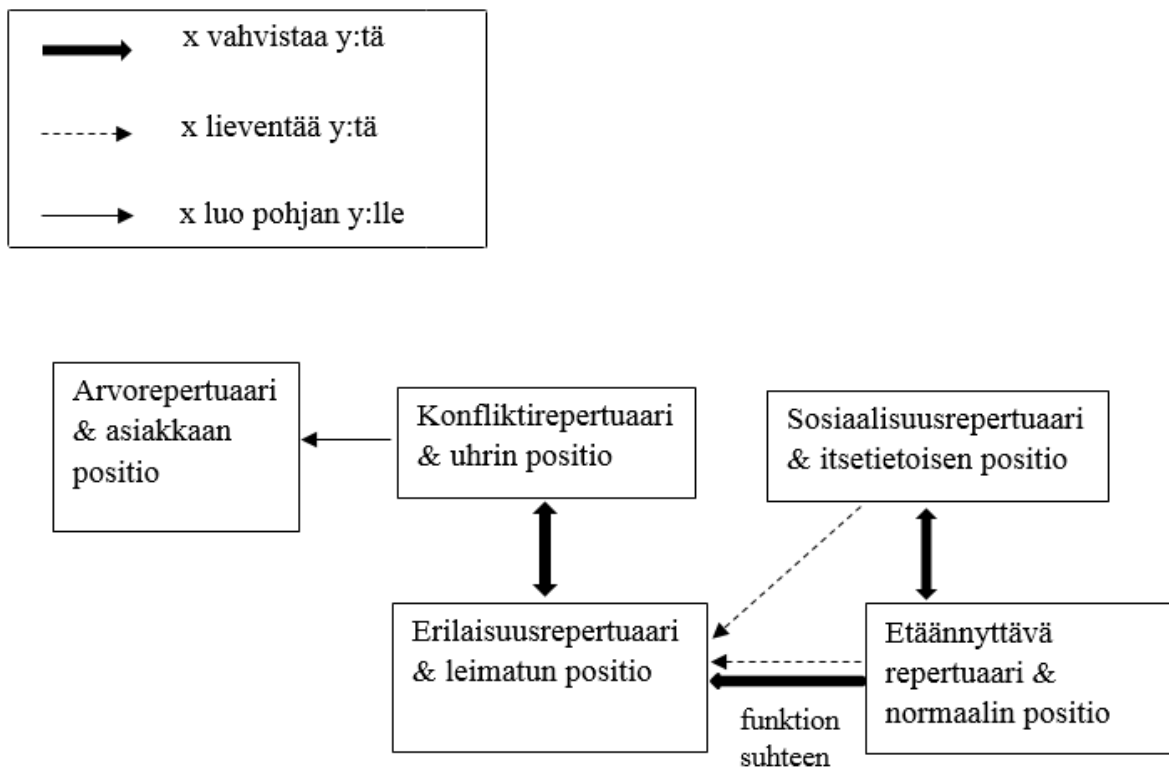 x vahvistaa y:tä
x lieventää y:tä
x luo pohjan y:lle
Arvorepertuaari
& asiakkaan
positio
Konfliktirepertuaari
& uhrin positio
Sosiaalisuusrepertuaari
& itsetietoisen positio
Erilaisuusrepertuaari
& leimatun positio
Etäännyttävä
repertuaari &
normaalin positio
funktion
suhteen